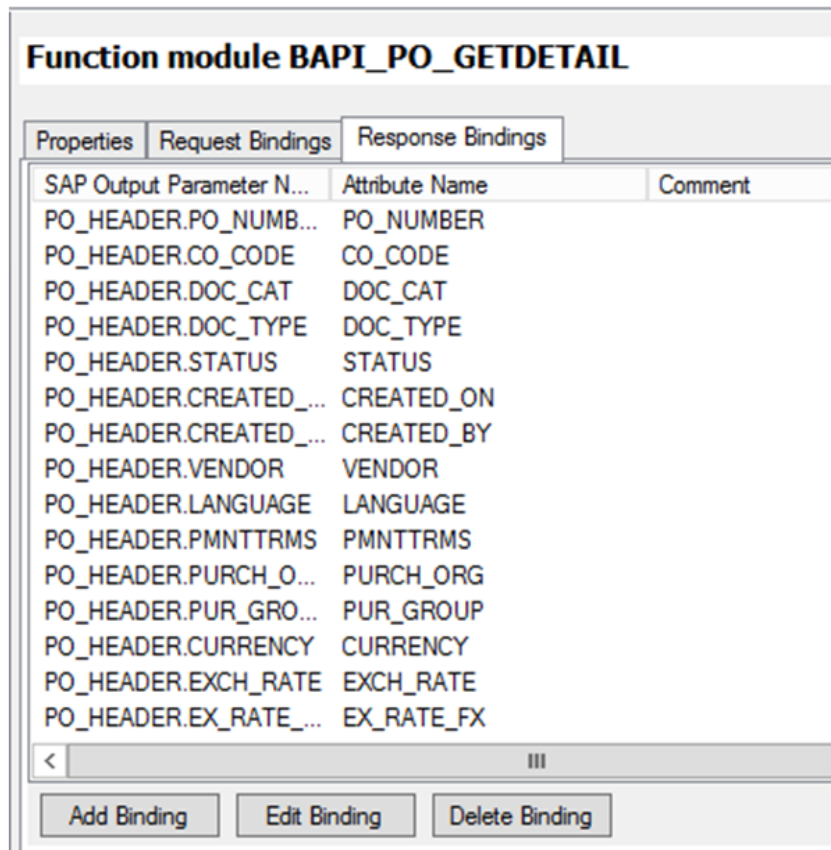 Function module BAPI_PO_GETDETAIL
Properties Request Bindings Response Bindings
SAP Output Parameter N... Attribute Name Comment
PO_HEADER.PO_NUMB... PO_NUMBER
PO_HEADER.CO_CODE CO_CODE
PO_HEADER.DOC_CAT DOC_CAT
PO_HEADER.DOC_TYPE DOC_TYPE
PO_HEADER.STATUS STATUS
PO_HEADER.CREATED_... CREATED_ON
PO_HEADER.CREATED_... CREATED_BY
PO_HEADER.VENDOR VENDOR
PO_HEADER.LANGUAGE LANGUAGE
PO_HEADER.PMNTTRMS PMNTTRMS
PO_HEADER.PURCH_O... PURCH_ORG
PO_HEADER.PUR_GRO... PUR_GROUP
PO_HEADER.CURRENCY CURRENCY
PO_HEADER.EXCH_RATE EXCH_RATE
PO_HEADER.EX_RATE_... EX_RATE_FX
Add Binding Edit Binding Delete Binding